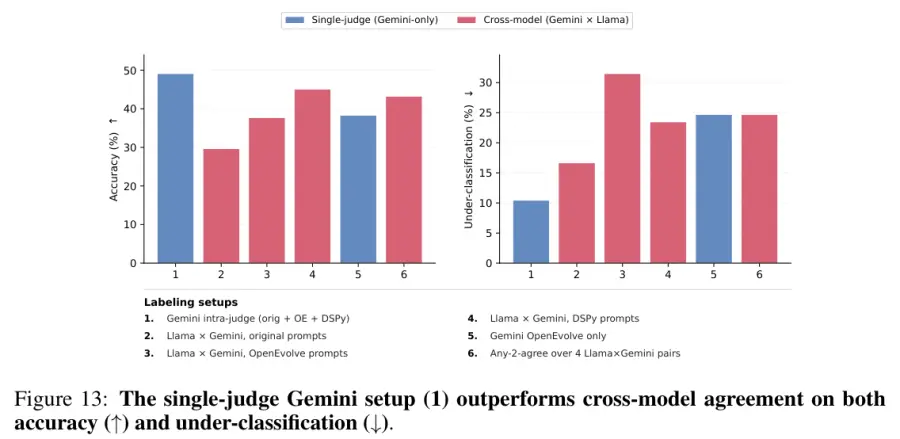 Single-judge (Gemini-only) Cross-model (Gemini × Llama)
Accuracy (%) ↑
50
40
30
20
10
0
1 2 3 4 5 6
Under-classification (%) ↓
30
25
20
15
10
5
0
1 2 3 4 5 6
Labeling setups
1. Gemini intra-judge (orig + OE + DSPy)
2. Llama × Gemini, original prompts
3. Llama × Gemini, OpenEvolve prompts
4. Llama × Gemini, DSPy prompts
5. Gemini OpenEvolve only
6. Any-2-agree over 4 Llama×Gemini pairs
Figure 13: The single-judge Gemini setup (1) outperforms cross-model agreement on both
accuracy (↑) and under-classification (↓).